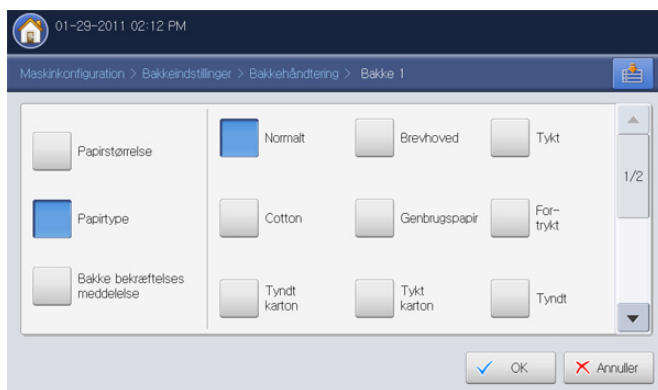 01-29-2011 02:12 PM
Maskinkonfiguration > Bakkeindstillinger > Bakkehåndtering > Bakke 1
Papirstørrelse
Papirtype
Bakke bekræftelses
meddelelse
Normalt
Brevhoved
Tykt
Cotton
Genbrugspapir
For-
trykt
Tyndt
karton
Tykt
karton
Tyndt
1/2
OK
Annuller